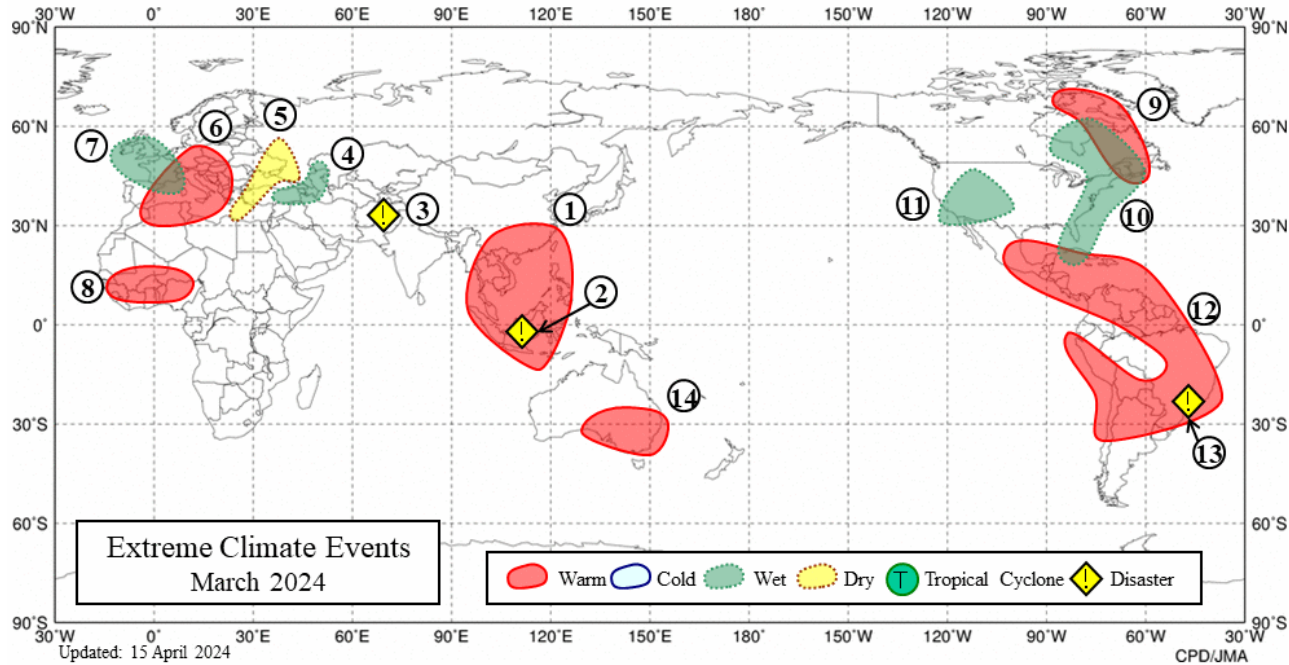 30°W 0° 30°E 60°E 90°E 120°E 150°E 180° 150°W 120°W 90°W 60°W 30°W
90°N 90°N
9
5
6
60°N 60°N
7
4
3
1
11
10
30°N 30°N
8
2
12
0° 0°
14
30°S 30°S
13
60°S 60°S
Extreme Climate Events
March 2024
Warm Cold Wet Dry T Tropical Cyclone ! Disaster
90°S 90°S
30°W 0° 30°E 60°E 90°E 120°E 150°E 180° 150°W 120°W 90°W 60°W 30°W
Updated: 15 April 2024
CPD/JMA